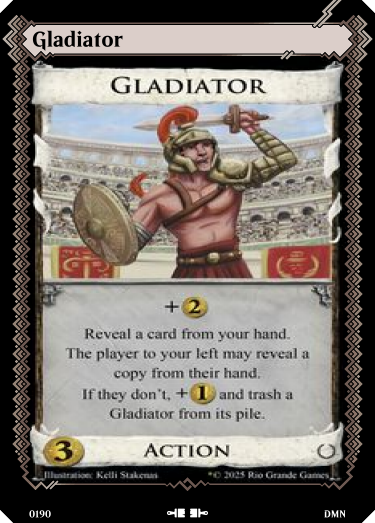 Gladiator
GLADIATOR
+2
Reveal a card from your hand.
The player to your left may reveal a
copy from their hand.
If they don't, +1 and trash a
Gladiator from its pile.
3 ACTION
Illustration: Kelli Stakenas *© 2025 Rio Grande Games
0190 DMN